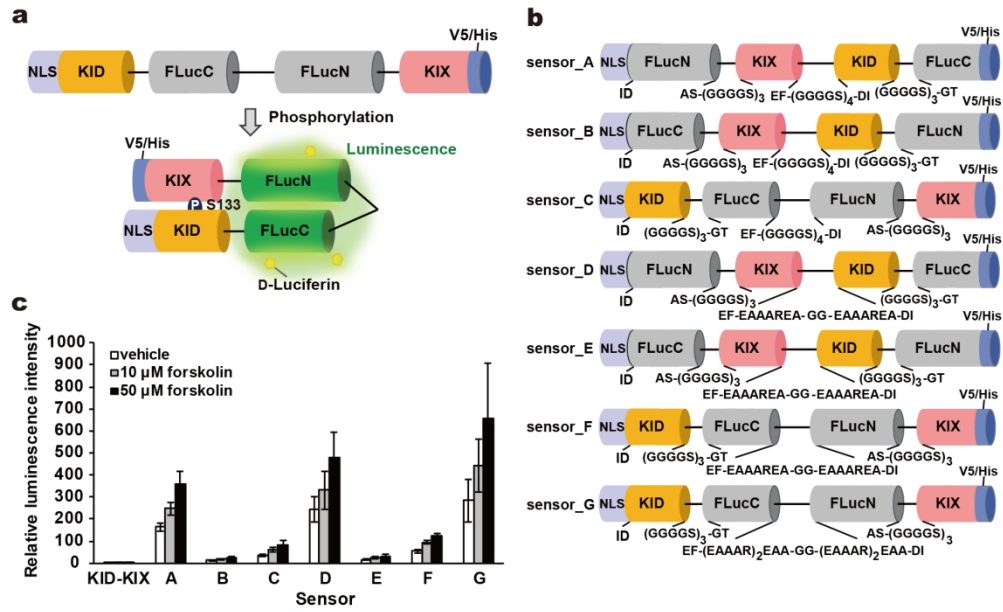 a
V5/His
NLS KID FLucC FLucN KIX
Phosphorylation
V5/His
Luminescence
KIX FLucN
P S133
NLS KID FLucC
D-Luciferin
b
V5/His
sensor_A NLS FLucN KIX KID FLucC
ID AS-(GGGGS)3 EF-(GGGGS)4-DI (GGGGS)3-GT
V5/His
sensor_B NLS FLucC KIX KID FLucN
ID AS-(GGGGS)3 EF-(GGGGS)4-DI (GGGGS)3-GT
V5/His
sensor_C NLS KID FLucC FLucN KIX
ID (GGGGS)3-GT EF-(GGGGS)4-DI AS-(GGGGS)3
V5/His
sensor_D NLS FLucN KIX KID FLucC
ID AS-(GGGGS)3 (GGGGS)3-GT
EF-EAAAREA-GG-EAAAREA-DI
V5/His
sensor_E NLS FLucC KIX KID FLucN
ID AS-(GGGGS)3 (GGGGS)3-GT
EF-EAAAREA-GG-EAAAREA-DI
V5/His
sensor_F NLS KID FLucC FLucN KIX
ID (GGGGS)3-GT AS-(GGGGS)3
EF-EAAAREA-GG-EAAAREA-DI
V5/His
sensor_G NLS KID FLucC FLucN KIX
ID (GGGGS)3-GT AS-(GGGGS)3
EF-(EAAAR)2EAA-GG-(EAAAR)2EAA-DI
c
Relative luminescence intensity
1000
900
800
700
600
500
400
300
200
100
0
vehicle
10 µM forskolin
50 µM forskolin
KID-KIX A B C D E F G
Sensor